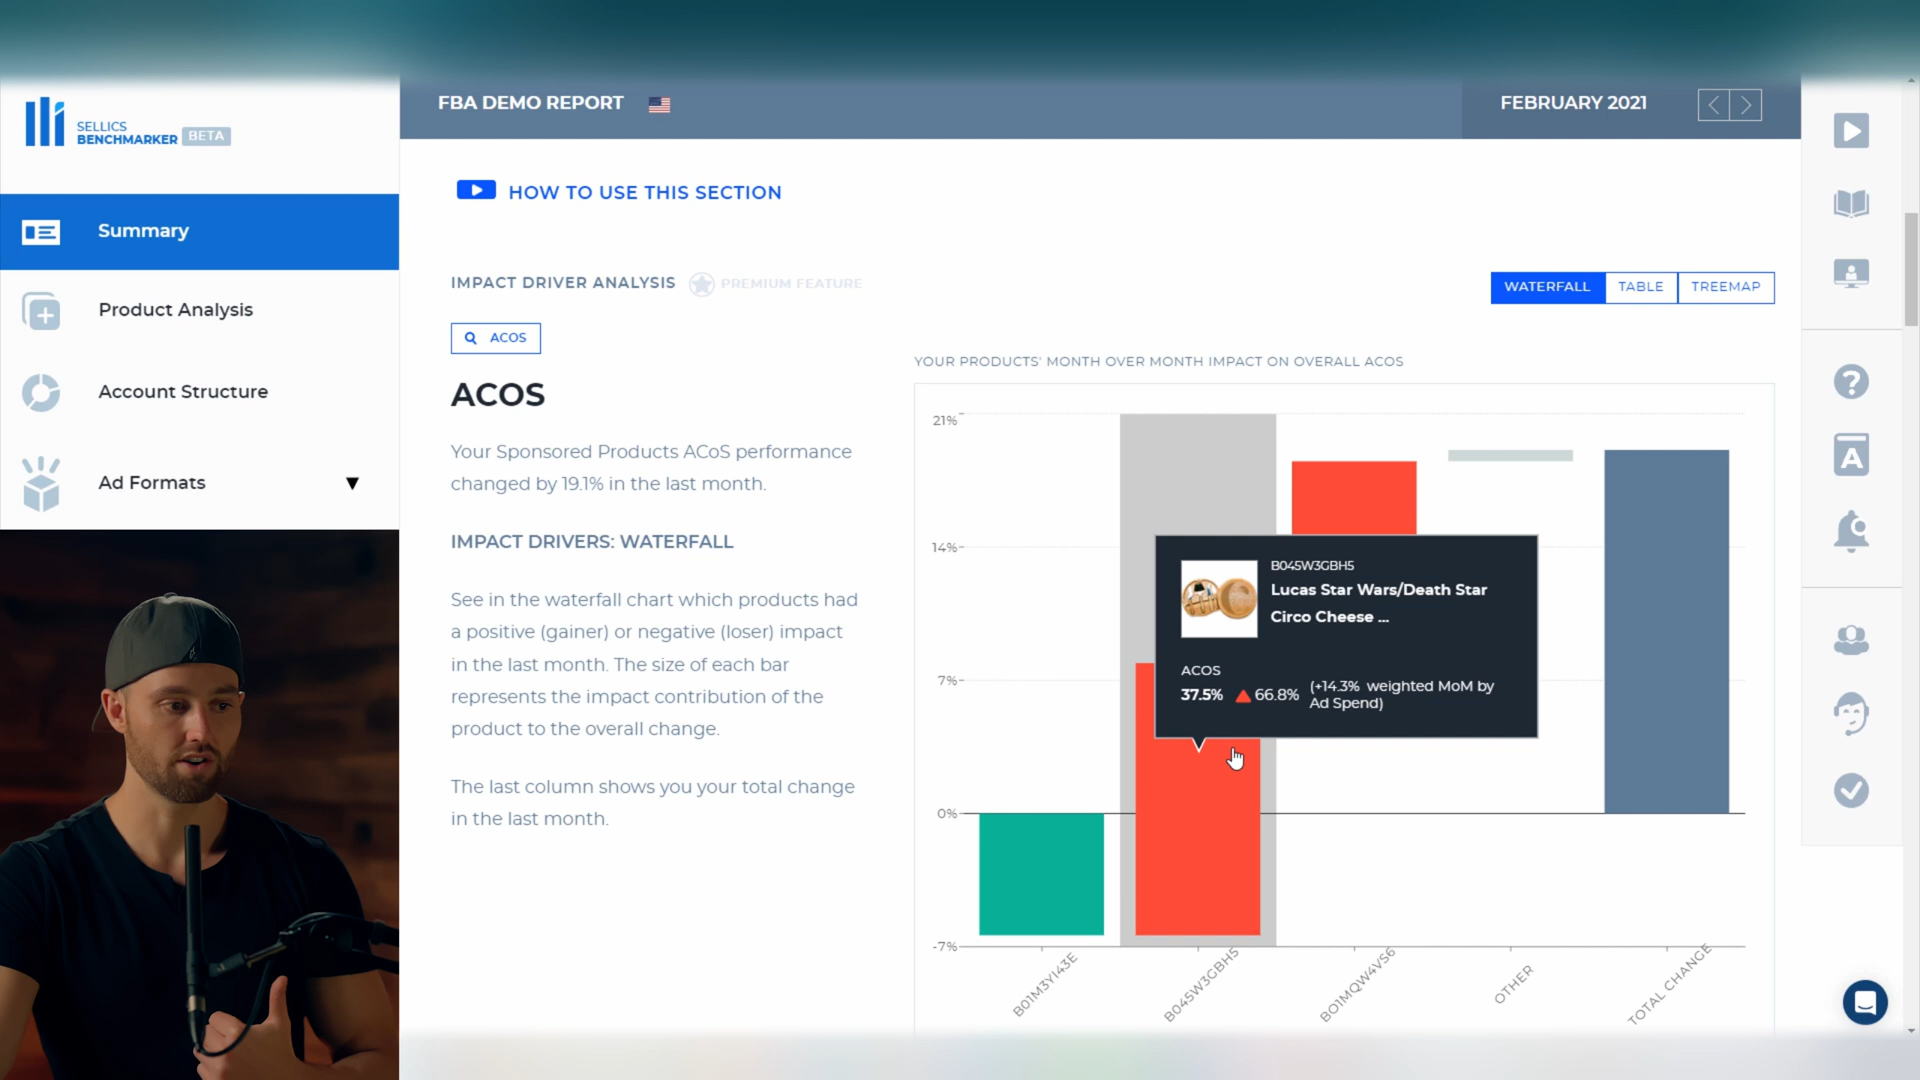 SELLICS
BENCHMARKER BETA
FBA DEMO REPORT
FEBRUARY 2021
Summary
Product Analysis
Account Structure
Ad Formats
HOW TO USE THIS SECTION
IMPACT DRIVER ANALYSIS
PREMIUM FEATURE
WATERFALL
TABLE
TREEMAP
ACOS
ACOS
Your Sponsored Products ACoS performance
changed by 19.1% in the last month.
IMPACT DRIVERS: WATERFALL
See in the waterfall chart which products had
a positive (gainer) or negative (loser) impact
in the last month. The size of each bar
represents the impact contribution of the
product to the overall change.
The last column shows you your total change
in the last month.
YOUR PRODUCTS' MONTH OVER MONTH IMPACT ON OVERALL ACOS
21%
14%
7%
0%
-7%
B045W3GBH5
Lucas Star Wars/Death Star
Circo Cheese ...
ACOS
37.5% 66.8% (+14.3% weighted MoM by
Ad Spend)
B01M3YI43E
B045W3GBH5
B01MQW4VS6
OTHER
TOTAL CHANGE
A